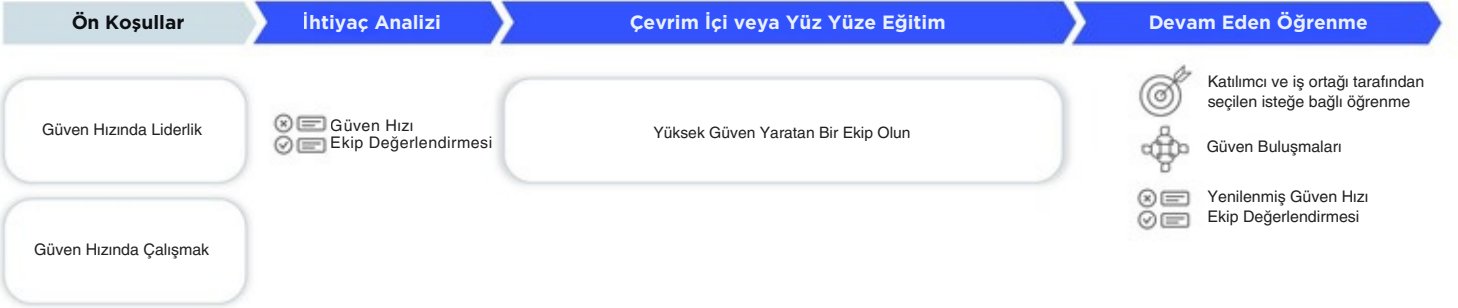 Ön Koşullar
İhtiyaç Analizi
Çevrim İçi veya Yüz Yüze Eğitim
Devam Eden Öğrenme
Güven Hızında Liderlik
Güven Hızında Çalışmak
Güven Hızı
Ekip Değerlendirmesi
Yüksek Güven Yaratan Bir Ekip Olun
Katılımcı ve iş ortağı tarafından
seçilen isteğe bağlı öğrenme
Güven Buluşmaları
Yenilenmiş Güven Hızı
Ekip Değerlendirmesi